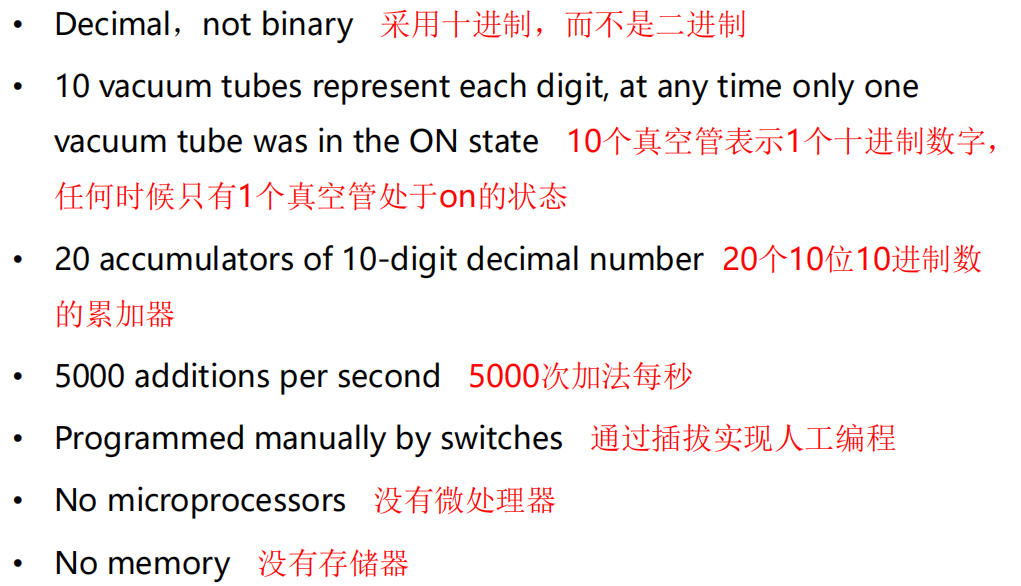 • Decimal，not binary 采用十进制，而不是二进制
• 10 vacuum tubes represent each digit, at any time only one
vacuum tube was in the ON state 10个真空管表示1个十进制数字，
任何时候只有1个真空管处于on的状态
• 20 accumulators of 10-digit decimal number 20个10位10进制数
的累加器
• 5000 additions per second 5000次加法每秒
• Programmed manually by switches 通过插拔实现人工编程
• No microprocessors 没有微处理器
• No memory 没有存储器